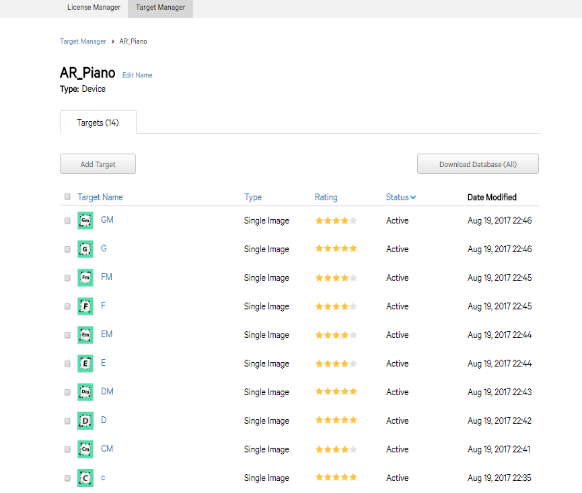 License Manager Target Manager
Target Manager > AR_Piano
AR_Piano Edit Name
Type: Device
Targets (14)
Add Target Download Database (All)
Target Name Type Rating Status Date Modified
Gm GM Single Image Active Aug 19, 2017 22:46
G G Single Image Active Aug 19, 2017 22:46
Fm FM Single Image Active Aug 19, 2017 22:45
F F Single Image Active Aug 19, 2017 22:45
Em EM Single Image Active Aug 19, 2017 22:44
E E Single Image Active Aug 19, 2017 22:44
Dm DM Single Image Active Aug 19, 2017 22:43
D D Single Image Active Aug 19, 2017 22:42
Cm CM Single Image Active Aug 19, 2017 22:41
C c Single Image Active Aug 19, 2017 22:35